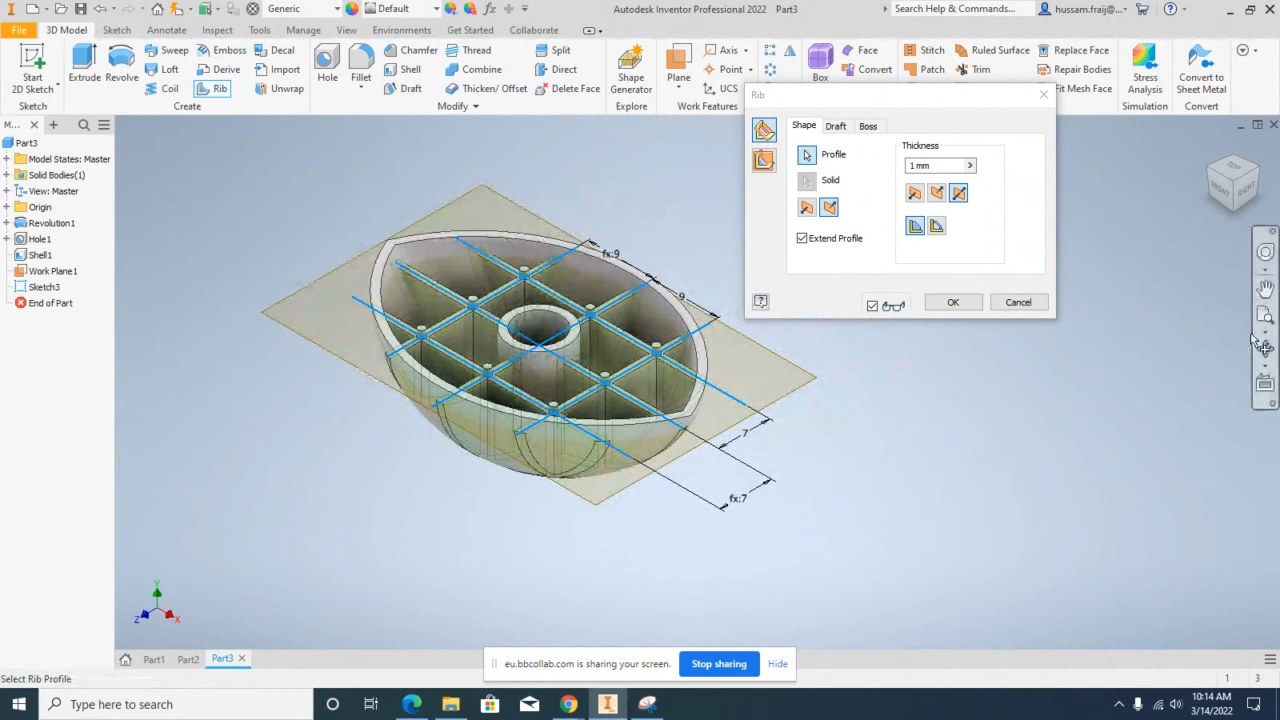 Generic
Default
Autodesk Inventor Professional 2022 Part3
Search Help & Commands...
hussam.fraij@...
File
3D Model
Sketch
Annotate
Inspect
Tools
Manage
View
Environments
Get Started
Collaborate
Start
2D Sketch
Extrude
Revolve
Sweep
Loft
Coil
Emboss
Derive
Rib
Decal
Import
Unwrap
Hole
Fillet
Chamfer
Shell
Draft
Thread
Combine
Thicken/ Offset
Split
Direct
Delete Face
Shape
Generator
Plane
Axis
Point
UCS
Box
Face
Convert
Stitch
Patch
Ruled Surface
Trim
Replace Face
Repair Bodies
Fit Mesh Face
Stress
Analysis
Convert to
Sheet Metal
Sketch
Create
Modify
Explore
Work Features
Simulation
Convert
Rib
Shape
Draft
Boss
Profile
Solid
Extend Profile
Thickness
1 mm
OK
Cancel
M...
Part3
Model States: Master
Solid Bodies(1)
View: Master
Origin
Revolution1
Hole1
Shell1
Work Plane1
Sketch3
End of Part
TOP
FRONT
RIGHT
fx:9
9
7
fx:7
Y
Z
X
Part1
Part2
Part3
eu.bbcollab.com is sharing your screen.
Stop sharing
Hide
Select Rib Profile
1
3
Type here to search
10:14 AM
3/14/2022